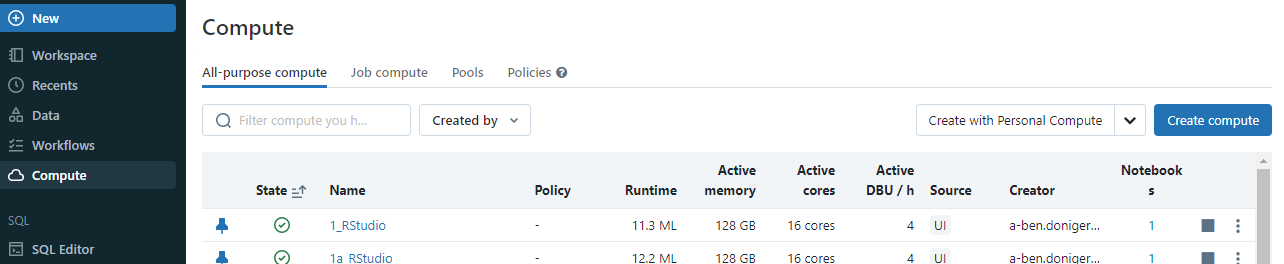 New
Compute
Workspace
Recents
All-purpose compute Job compute Pools Policies ?
Data
Filter compute you h... Created by Create with Personal Compute Create compute
Workflows
Compute
State Name Policy Runtime Active memory Active cores Active DBU / h Source Creator Notebooks
SQL
1_RStudio - 11.3 ML 128 GB 16 cores 4 UI a-ben.doniger... 1
SQL Editor
1a_RStudio - 12.2 ML 128 GB 16 cores 4 UI a-ben.doniger... 1